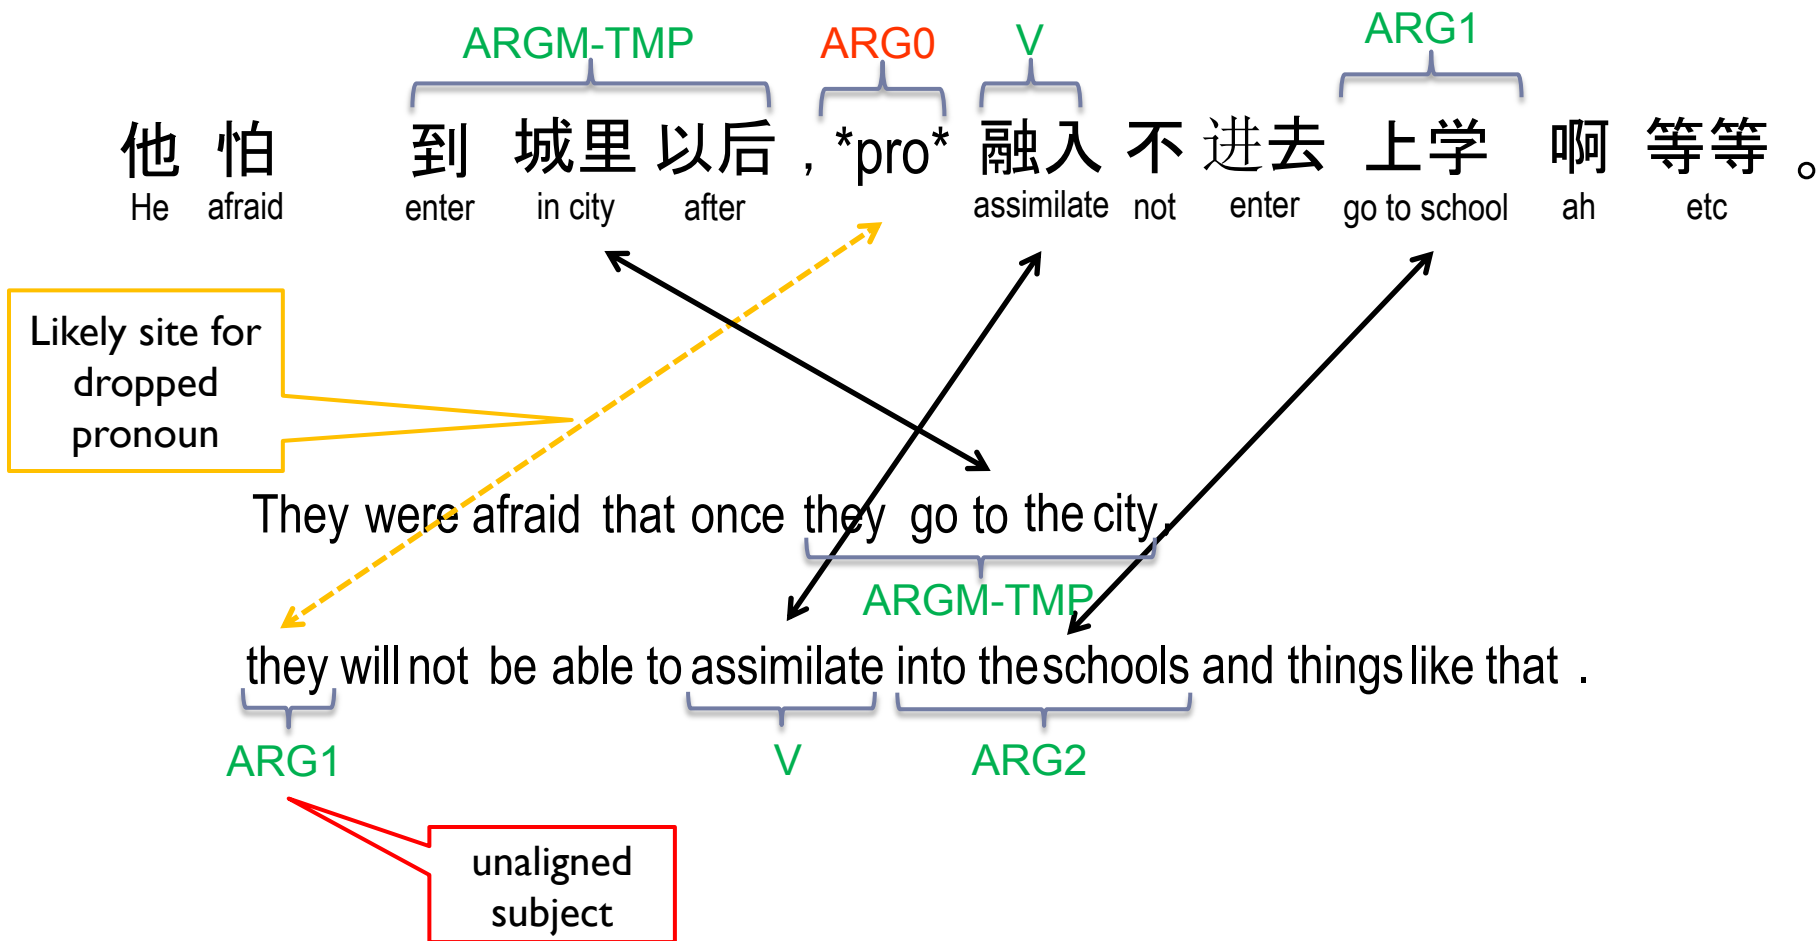 ARGM-TMP ARG0 V ARG1
他 怕 到 城里 以后 , *pro* 融入 不 进去 上学 啊 等等 。
He afraid enter in city after assimilate not enter go to school ah etc
Likely site for
dropped
pronoun
They were afraid that once they go to the city,
ARGM-TMP
they will not be able to assimilate into the schools and things like that .
ARG1 V ARG2
unaligned
subject